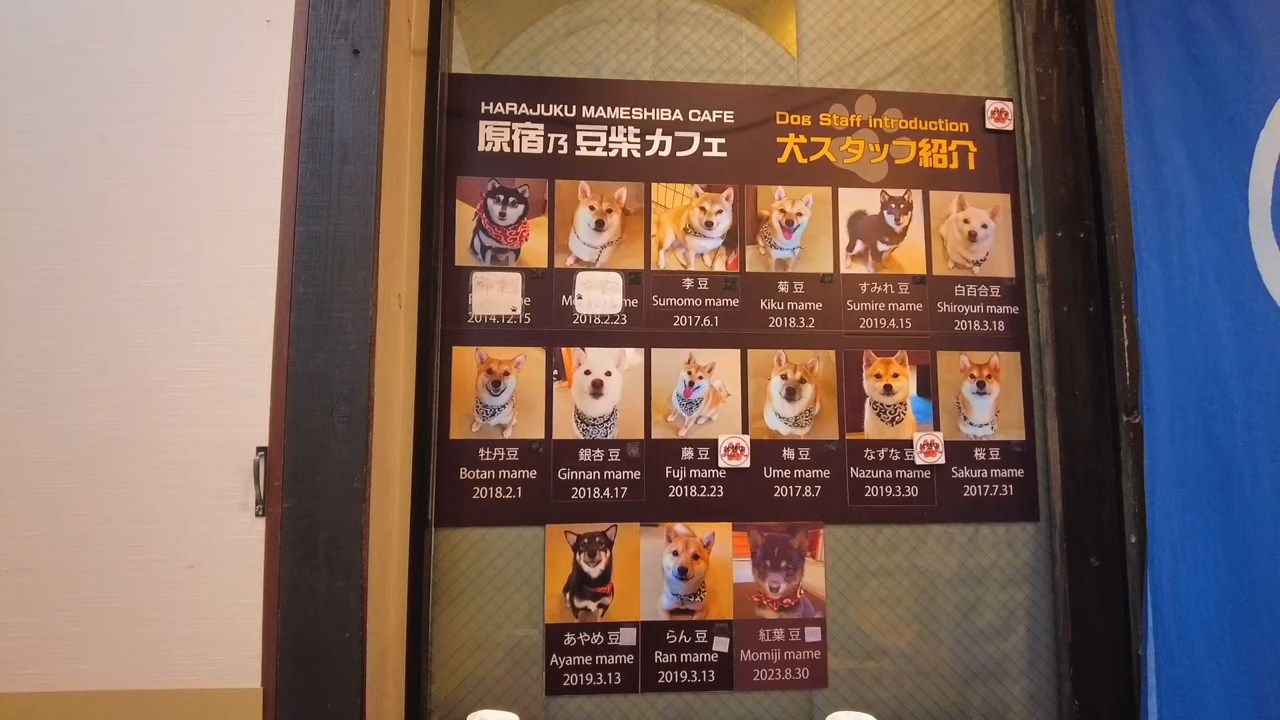 HARAJUKU MAMESHIBA CAFE
原宿乃豆柴カフェ
Dog Staff introduction
犬スタッフ紹介
2014.12.15
2018.2.23
李豆
Sumomo mame
2017.6.1
菊豆
Kiku mame
2018.3.2
すみれ豆
Sumire mame
2019.4.15
白百合豆
Shiroyuri mame
2018.3.18
牡丹豆
Botan mame
2018.2.1
銀杏豆
Ginnan mame
2018.4.17
藤豆
Fuji mame
2018.2.23
梅豆
Ume mame
2017.8.7
なずな豆
Nazuna mame
2019.3.30
桜豆
Sakura mame
2017.7.31
あやめ豆
Ayame mame
2019.3.13
らん豆
Ran mame
2019.3.13
紅葉豆
Momiji mame
2023.8.30